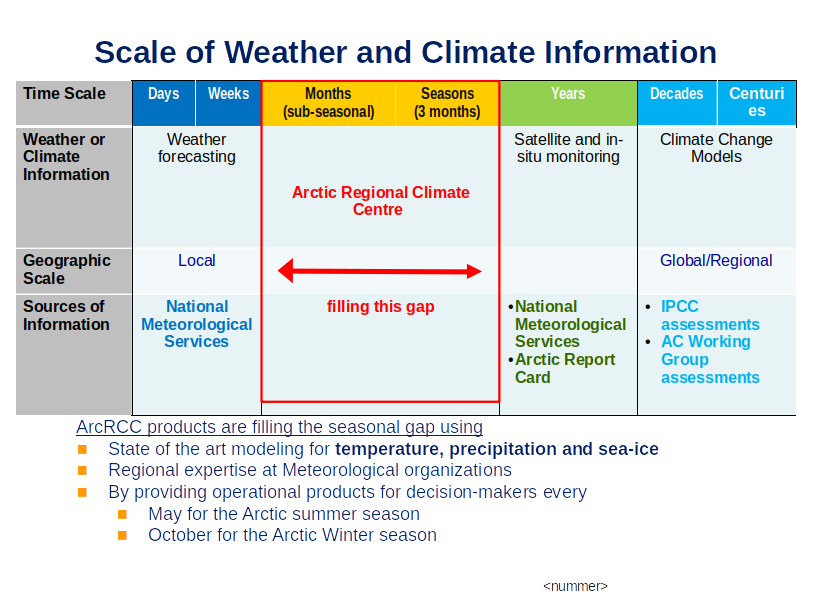 Scale of Weather and Climate Information
Time Scale
Days
Weeks
Months
(sub-seasonal)
Seasons
(3 months)
Years
Decades
Centuri
es
Weather or
Climate
Information
Weather
forecasting
Arctic Regional Climate
Centre
Satellite and in-
situ monitoring
Climate Change
Models
Geographic
Scale
Local
Global/Regional
Sources of
Information
National
Meteorological
Services
filling this gap
•National
Meteorological
Services
•Arctic Report
Card
• IPCC
assessments
• AC Working
Group
assessments
ArcRCC products are filling the seasonal gap using
State of the art modeling for temperature, precipitation and sea-ice
Regional expertise at Meteorological organizations
By providing operational products for decision-makers every
May for the Arctic summer season
October for the Arctic Winter season
<nummer>